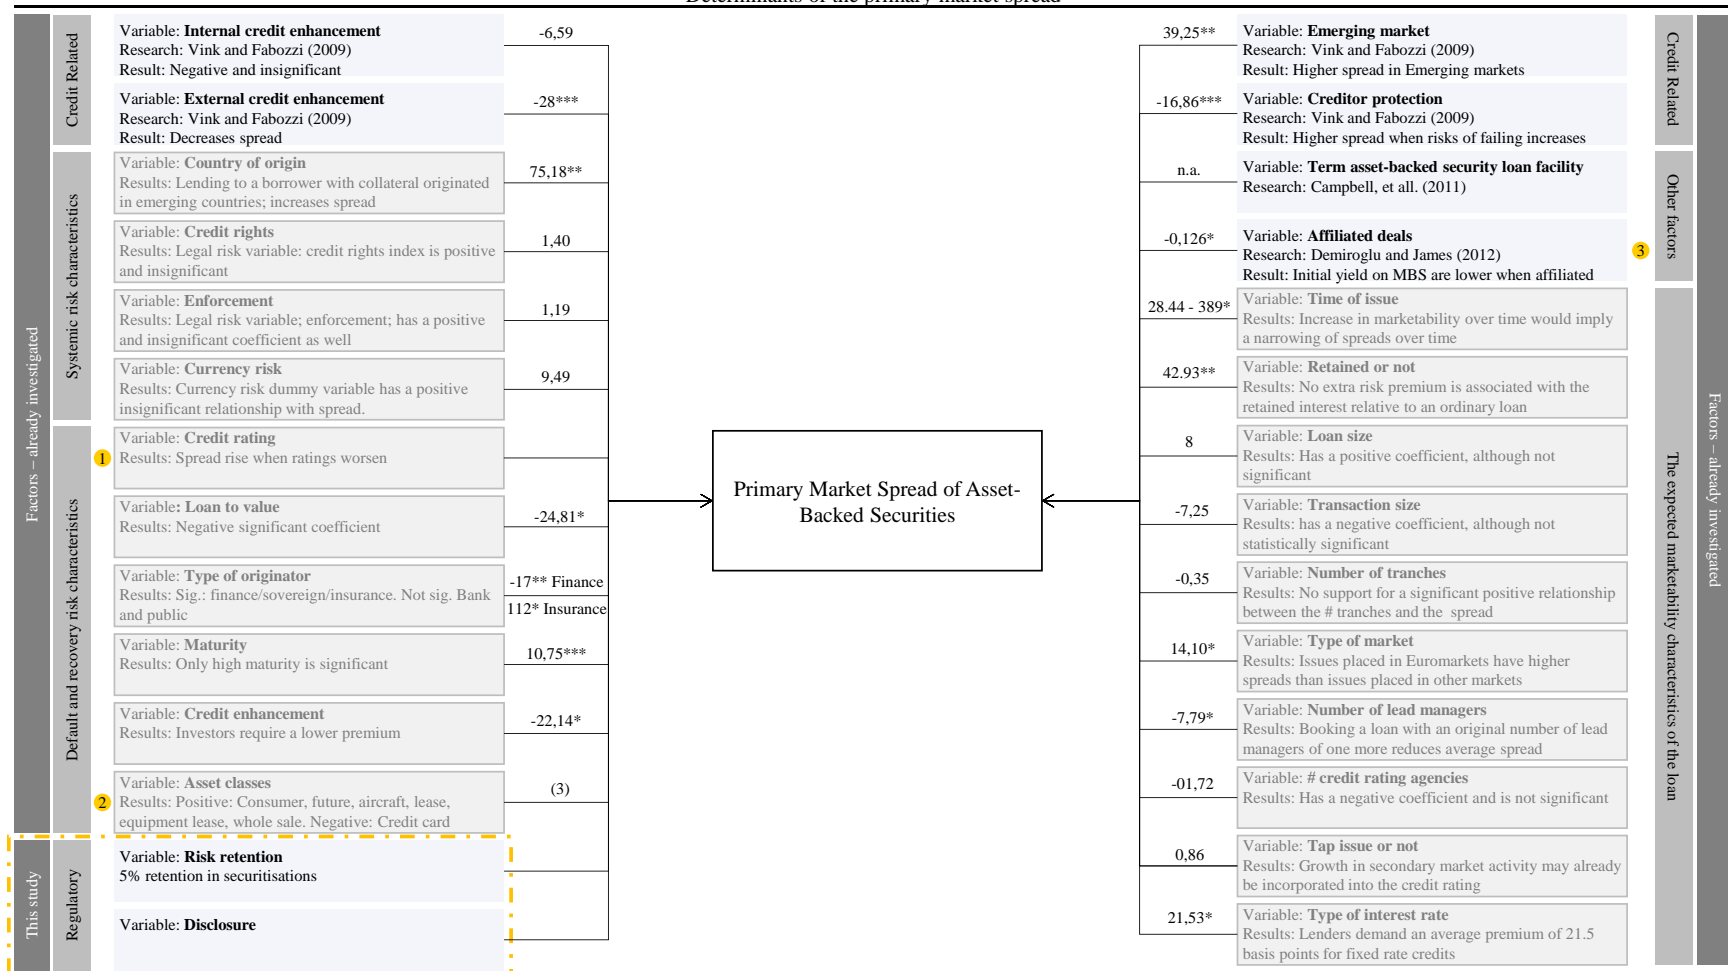 Determinants of the primary market spread
Factors – already investigated
Credit Related
Variable: Internal credit enhancement
Research: Vink and Fabozzi (2009)
Result: Negative and insignificant
-6,59
Variable: External credit enhancement
Research: Vink and Fabozzi (2009)
Result: Decreases spread
-28***
Systemic risk characteristics
Variable: Country of origin
Results: Lending to a borrower with collateral originated
in emerging countries; increases spread
75,18**
Variable: Credit rights
Results: Legal risk variable: credit rights index is positive
and insignificant
1,40
Variable: Enforcement
Results: Legal risk variable; enforcement; has a positive
and insignificant coefficient as well
1,19
Variable: Currency risk
Results: Currency risk dummy variable has a positive
insignificant relationship with spread.
9,49
Default and recovery risk characteristics
1
Variable: Credit rating
Results: Spread rise when ratings worsen
Variable: Loan to value
Results: Negative significant coefficient
-24,81*
Variable: Type of originator
Results: Sig.: finance/sovereign/insurance. Not sig. Bank
and public
-17** Finance
112* Insurance
Variable: Maturity
Results: Only high maturity is significant
10,75***
Variable: Credit enhancement
Results: Investors require a lower premium
-22,14*
2
Variable: Asset classes
Results: Positive: Consumer, future, aircraft, lease,
equipment lease, whole sale. Negative: Credit card
(3)
This study
Regulatory
Variable: Risk retention
5% retention in securitisations
Variable: Disclosure
Primary Market Spread of Asset-
Backed Securities
39,25**
Variable: Emerging market
Research: Vink and Fabozzi (2009)
Result: Higher spread in Emerging markets
Credit Related
-16,86***
Variable: Creditor protection
Research: Vink and Fabozzi (2009)
Result: Higher spread when risks of failing increases
n.a.
Variable: Term asset-backed security loan facility
Research: Campbell, et all. (2011)
Other factors
-0,126*
Variable: Affiliated deals
Research: Demiroglu and James (2012)
Result: Initial yield on MBS are lower when affiliated
3
28.44 - 389*
Variable: Time of issue
Results: Increase in marketability over time would imply
a narrowing of spreads over time
42.93**
Variable: Retained or not
Results: No extra risk premium is associated with the
retained interest relative to an ordinary loan
8
Variable: Loan size
Results: Has a positive coefficient, although not
significant
-7,25
Variable: Transaction size
Results: has a negative coefficient, although not
statistically significant
-0,35
Variable: Number of tranches
Results: No support for a significant positive relationship
between the # tranches and the spread
14,10*
Variable: Type of market
Results: Issues placed in Euromarkets have higher
spreads than issues placed in other markets
-7,79*
Variable: Number of lead managers
Results: Booking a loan with an original number of lead
managers of one more reduces average spread
-01,72
Variable: # credit rating agencies
Results: Has a negative coefficient and is not significant
0,86
Variable: Tap issue or not
Results: Growth in secondary market activity may already
be incorporated into the credit rating
21,53*
Variable: Type of interest rate
Results: Lenders demand an average premium of 21.5
basis points for fixed rate credits
The expected marketability characteristics of the loan
Factors – already investigated